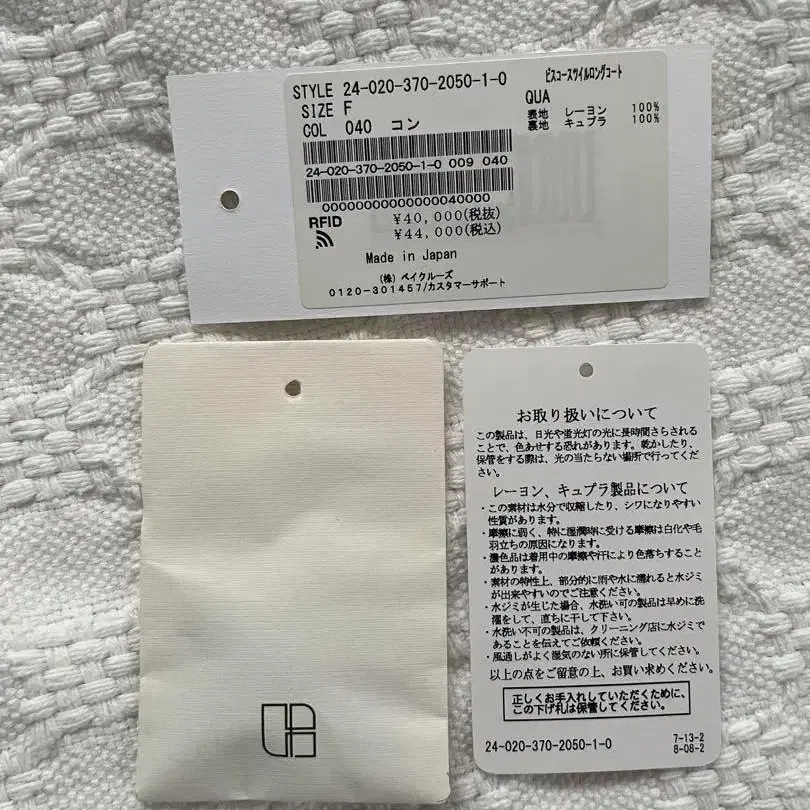 STYLE 24-020-370-2050-1-0
SIZE F
COL 040 コン
24-020-370-2050-1-0 009 040
00000000000000040000
RFID
¥40,000(税抜)
¥44,000(税込)
Made in Japan
(株) ベイクルーズ
0120-301457/カスタマーサポート
ビスコースツイルロングコート
QUA
表地 レーヨン 100%
裏地 キュプラ 100%
お取り扱いについて
この製品は、日光や蛍光灯の光に長時間さらされる
ことで、色あせする恐れがあります。乾かしたり、
保管をする際は、光の当たらない場所で行ってくだ
さい。
レーヨン、キュプラ製品について
・この素材は水分で収縮したり、シワになりやすい
性質があります。
・摩擦に弱く、特に湿潤時に受ける摩擦は白化や毛
羽立ちの原因になります。
・濃色品は着用中の摩擦や汗により色落ちすること
があります。
・素材の特性上、部分的に雨や水に濡れると水ジミ
が出来やすいのでご注意ください。
・水ジミが生じた場合、水洗い可の製品は早めに洗
濯をして、直ちに干して下さい。
・水洗い不可の製品は、クリーニング店に水ジミで
あることを伝えてご依頼ください。
・風通しがよく湿気のない所に保管してください。
以上の点をご留意の上、お買い求めください。
正しくお手入れしていただくために、
この下げ札は保管してください。
24-020-370-2050-1-0
7-13-2
8-08-2